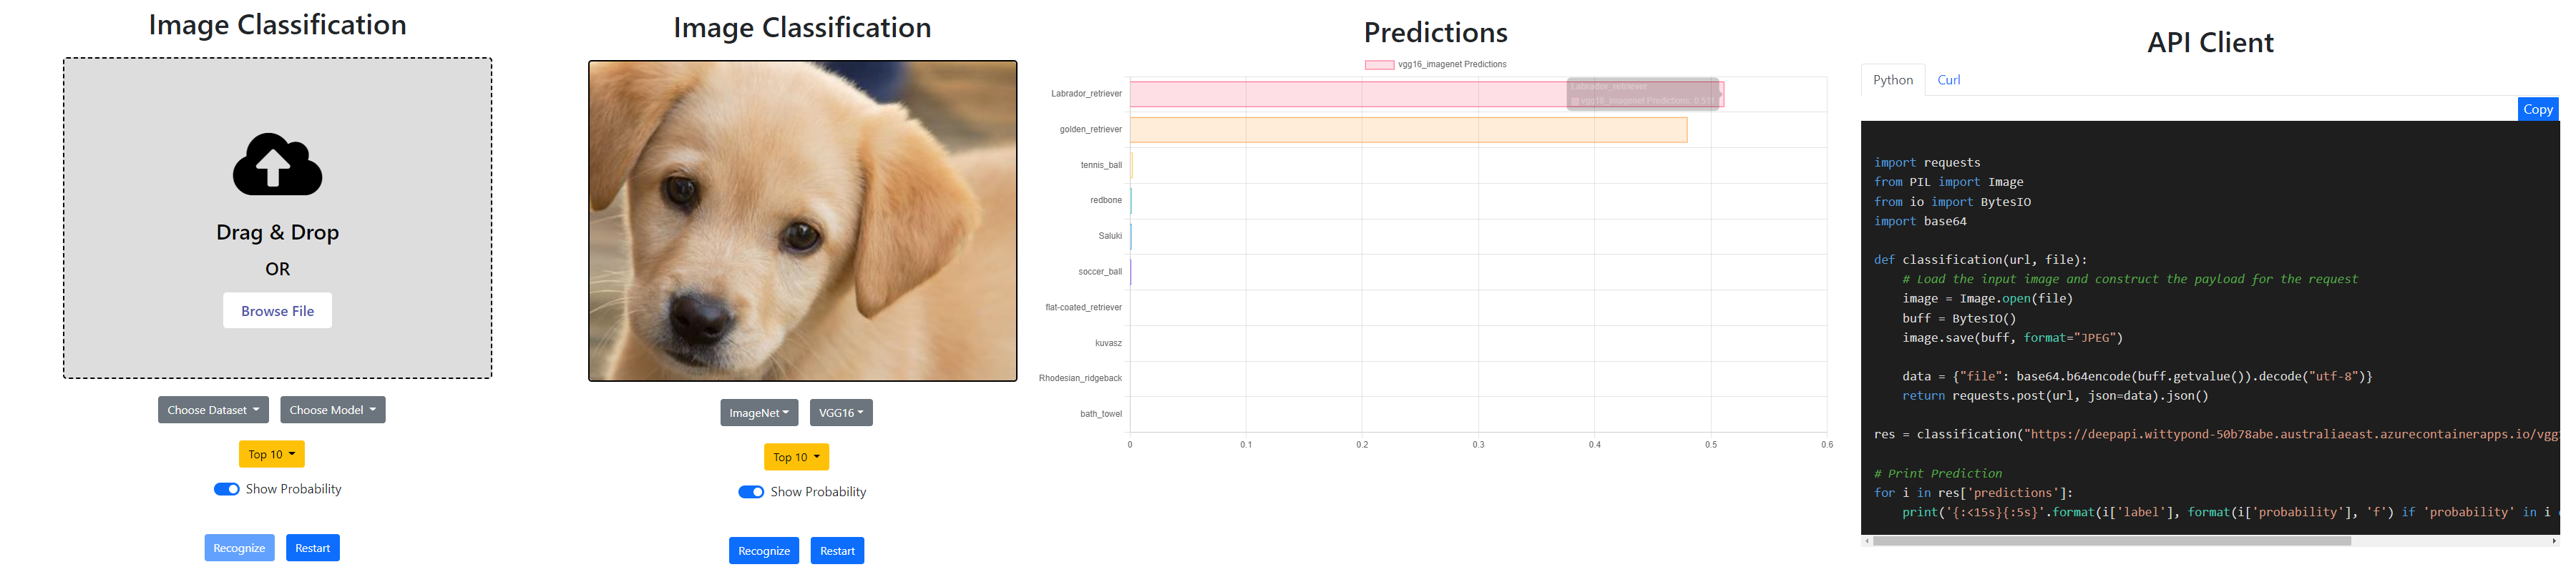 Image Classification
Drag & Drop
OR
Browse File
Choose Dataset
Choose Model
Top 10
Show Probability
Recognize
Restart
Image Classification
ImageNet
VGG16
Top 10
Show Probability
Recognize
Restart
Predictions
vgg16_imagenet Predictions
Labrador_retriever
golden_retriever
tennis_ball
redbone
Saluki
soccer_ball
flat-coated_retriever
kuvasz
Rhodesian_ridgeback
bath_towel
Labrador_retriever
vgg16_imagenet Predictions: 0.511
0 0.1 0.2 0.3 0.4 0.5 0.6
API Client
Python
Curl
Copy
import requests
from PIL import Image
from io import BytesIO
import base64
def classification(url, file):
# Load the input image and construct the payload for the request
image = Image.open(file)
buff = BytesIO()
image.save(buff, format="JPEG")
data = {"file": base64.b64encode(buff.getvalue()).decode("utf-8")}
return requests.post(url, json=data).json()
res = classification("https://deepapi.wittypond-50b78abe.australiaeast.azurecontainerapps.io/vgg
# Print Prediction
for i in res['predictions']:
print('{:<15s}{:5s}'.format(i['label'], format(i['probability'], 'f') if 'probability' in i